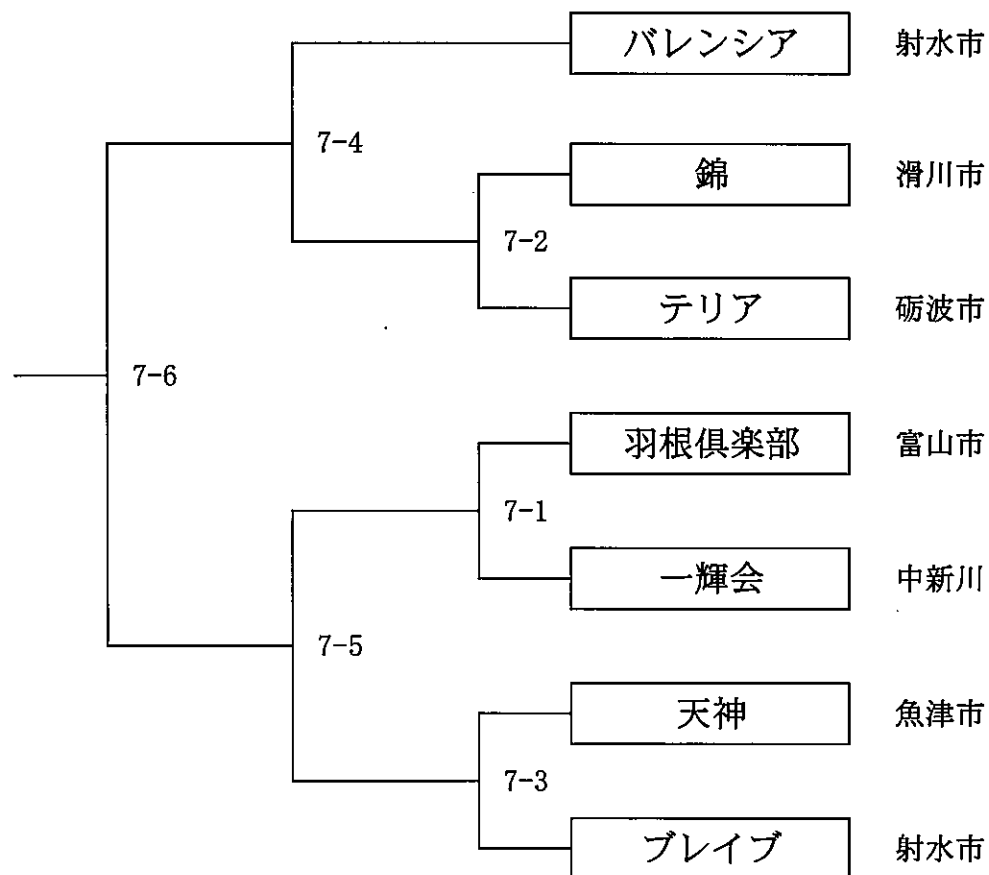 バレンシア 射水市
7-4
錦 滑川市
7-2
テリア 砺波市
7-6
羽根倶楽部 富山市
7-1
一輝会 中新川
7-5
天神 魚津市
7-3
ブレイブ 射水市